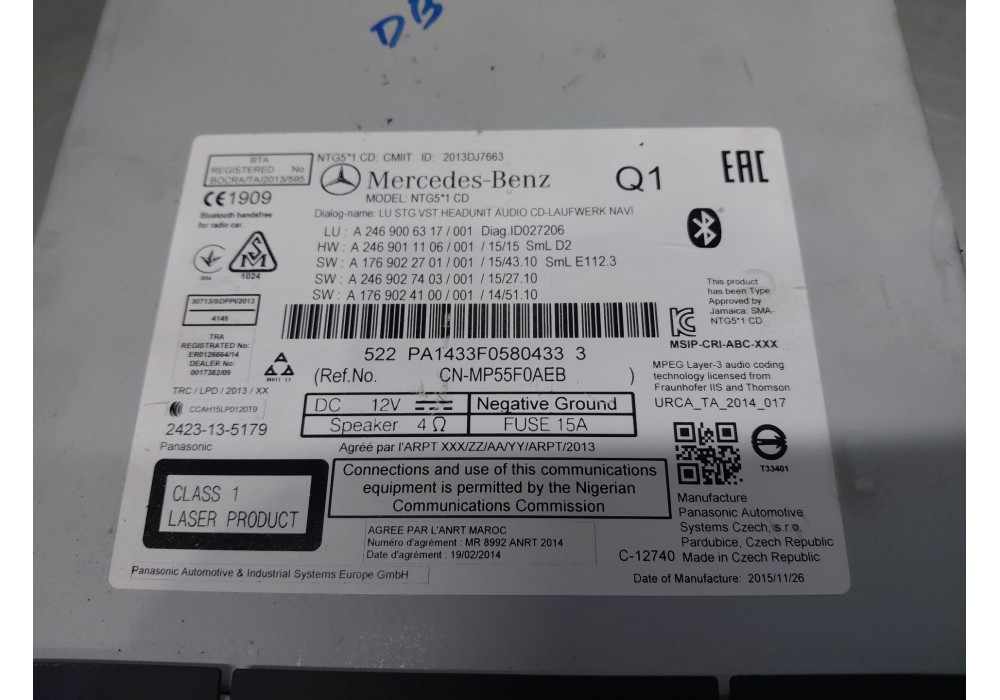 DB
NTG5*1 CD: CMIIT ID: 2013DJ7663
BTA
REGISTERED No
BOCRA/TA/2013/595
Mercedes-Benz
Q1
EAC
MODEL: NTG5*1 CD
CE1909
Bluetooth handsfree
for radio car.
Dialog-name: LU STG VST HEADUNIT AUDIO CD-LAUFWERK NAVI
LU : A 246 900 63 17 / 001 Diag.ID027206
HW : A 246 901 11 06 / 001 / 15/15 SmL D2
SW : A 176 902 27 01 / 001 / 15/43.10 SmL E112.3
SW : A 246 902 74 03 / 001 / 15/27.10
SW : A 176 902 41 00 / 001 / 14/51.10
1024
30713/SDPPI/2013
4149
TRA
REGISTERED No:
ER0126664/14
DEALER No:
0017382/09
This product
has been Type
Approved by
Jamaica: SMA-
NTG5*1 CD
MSIP-CRI-ABC-XXX
522 PA1433F0580433 3
(Ref.No. CN-MP55F0AEB )
MPEG Layer-3 audio coding
technology licensed from
Fraunhofer IIS and Thomson
URCA_TA_2014_017
TRC / LPD / 2013 / XX
CCAH15LP0120T9
2423-13-5179
Panasonic
DC 12V Negative Ground
Speaker 4 Ω FUSE 15A
Agréé par l'ARPT XXX/ZZ/AA/YY/ARPT/2013
T33401
CLASS 1
LASER PRODUCT
Connections and use of this communications
equipment is permitted by the Nigerian
Communications Commission
Manufacture
Panasonic Automotive
Systems Czech, s.r.o.
Pardubice, Czech Republic
C-12740 Made in Czech Republic
AGREE PAR L'ANRT MAROC
Numéro d'agrément : MR 8992 ANRT 2014
Date d'agrément : 19/02/2014
Panasonic Automotive & Industrial Systems Europe GmbH
Date of Manufacture: 2015/11/26